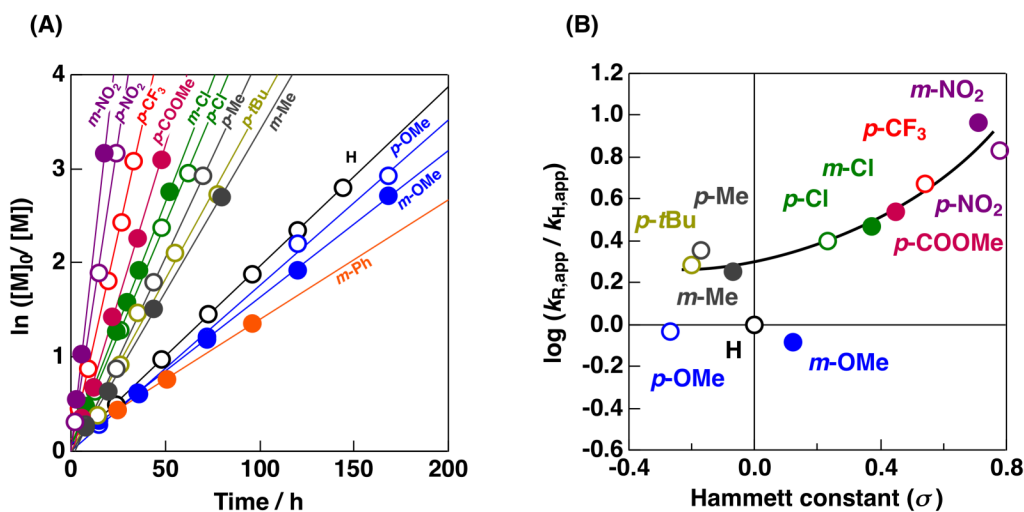 (A)
ln ([M]₀/ [M])
4
3
2
1
0
0
50
100
150
200
Time / h
m-NO₂
p-NO₂
p-CF₃
p-COOMe
m-Cl
p-Cl
p-Me
p-tBu
m-Me
H
p-OMe
m-OMe
m-Ph
(B)
log (k_R,app / k_H,app)
1.2
1.0
0.8
0.6
0.4
0.2
0.0
-0.2
-0.4
-0.6
-0.4
0.0
0.4
0.8
Hammett constant (σ)
m-NO₂
p-CF₃
m-Cl
p-Me
p-Cl
p-tBu
p-NO₂
p-COOMe
m-Me
H
p-OMe
m-OMe